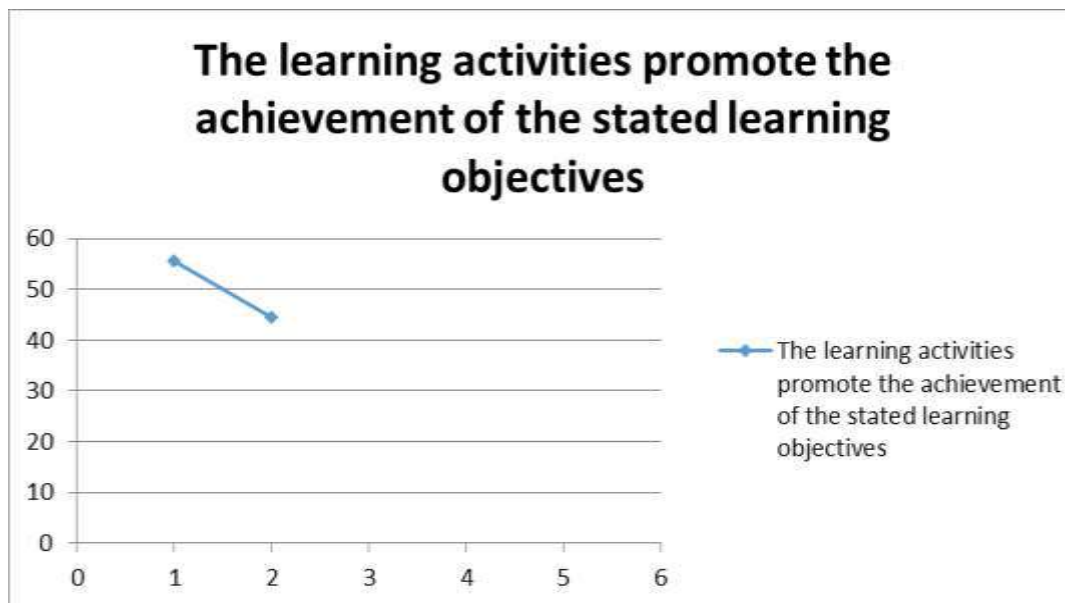 The learning activities promote the
achievement of the stated learning
objectives
60
50
40
30
20
10
0
0 1 2 3 4 5 6
The learning activities
promote the achievement
of the stated learning
objectives